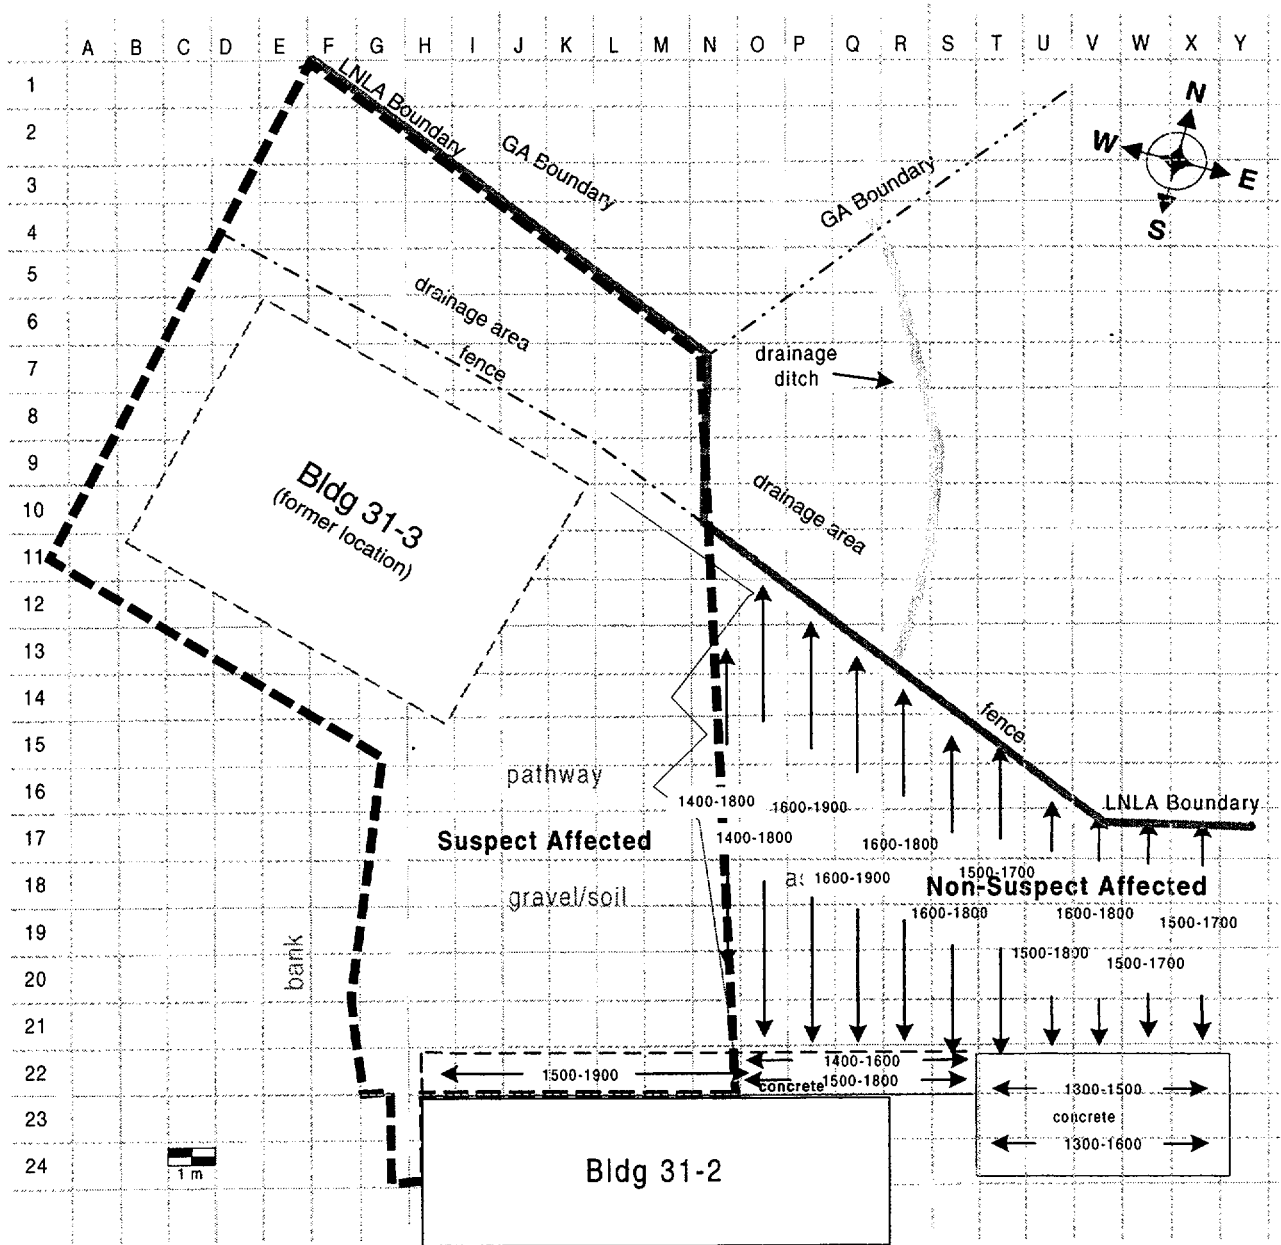 A B C D E F G H I J K L M N O P Q R S T U V W X Y
1
2
3
4
5
6
7
8
9
10
11
12
13
14
15
16
17
18
19
20
21
22
23
24
LNLA Boundary
GA Boundary
GA Boundary
N
W
E
S
drainage area
fence
drainage
ditch
drainage area
Bldg 31-3
(former location)
fence
LNLA Boundary
pathway
1400-1800
1600-1900
1400-1800
1600-1800
Suspect Affected
1600-1900
1500-1700
Non-Suspect Affected
gravel/soil
1600-1800
1600-1800
1500-1700
bank
1500-1800
1500-1700
1500-1900
1400-1600
1500-1800
concrete
1300-1500
concrete
1300-1600
1 m
Bldg 31-2